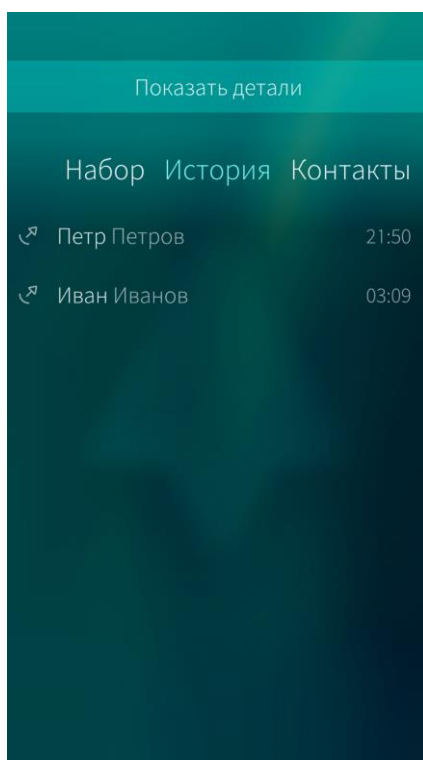 Показать детали
Набор История Контакты
Петр Петров 21:50
Иван Иванов 03:09